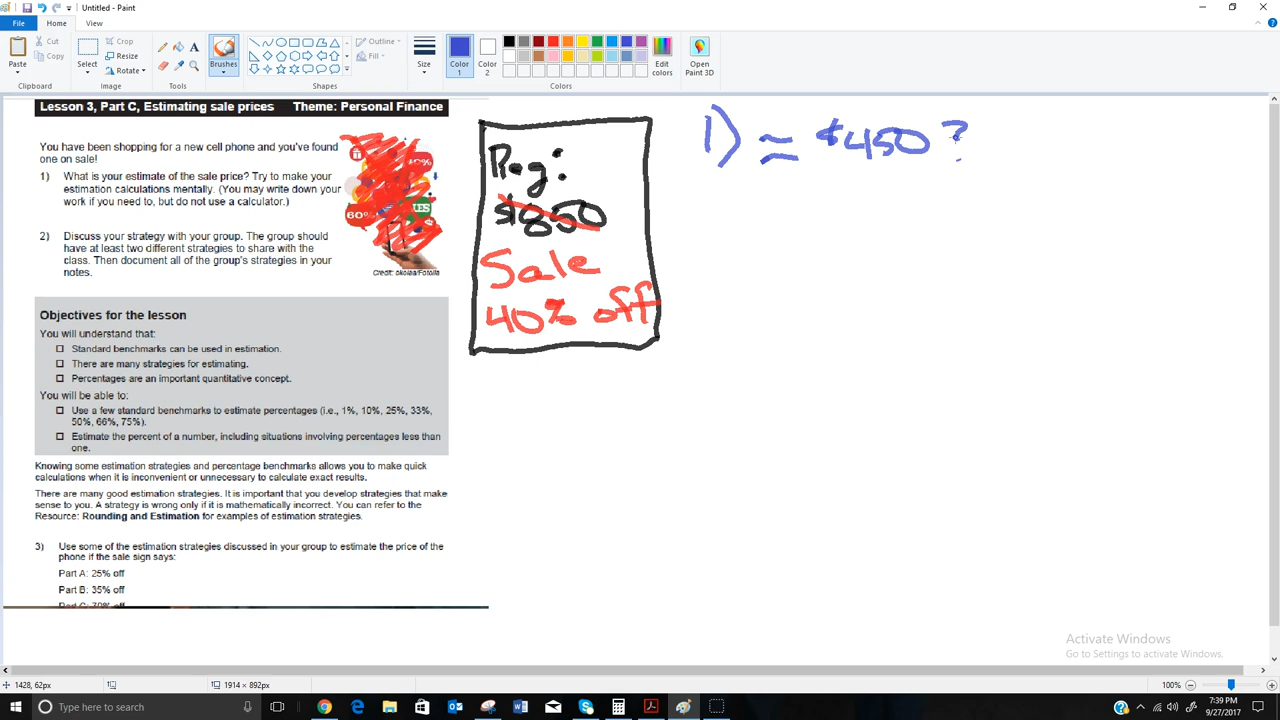 Untitled - Paint
File
Home
View
Paste
Cut
Copy
Clipboard
Select
Crop
Resize
Rotate
Image
Tools
Brushes
Shapes
Outline
Fill
Size
Color 1
Color 2
Colors
Edit colors
Open Paint 3D
Lesson 3, Part C, Estimating sale prices Theme: Personal Finance
You have been shopping for a new cell phone and you've found
one on sale!
1) What is your estimate of the sale price? Try to make your
estimation calculations mentally. (You may write down your
work if you need to, but do not use a calculator.)
2) Discuss your strategy with your group. The group should
have at least two different strategies to share with the
class. Then document all of the group's strategies in your
notes.
60%
Credit: okolaa/Fotolia
Objectives for the lesson
You will understand that:
Standard benchmarks can be used in estimation.
There are many strategies for estimating.
Percentages are an important quantitative concept.
You will be able to:
Use a few standard benchmarks to estimate percentages (i.e., 1%, 10%, 25%, 33%,
50%, 66%, 75%).
Estimate the percent of a number, including situations involving percentages less than
one.
Knowing some estimation strategies and percentage benchmarks allows you to make quick
calculations when it is inconvenient or unnecessary to calculate exact results.
There are many good estimation strategies. It is important that you develop strategies that make
sense to you. A strategy is wrong only if it is mathematically incorrect. You can refer to the
Resource: Rounding and Estimation for examples of estimation strategies.
3) Use some of the estimation strategies discussed in your group to estimate the price of the
phone if the sale sign says:
Part A: 25% off
Part B: 35% off
Part C: 70% off
Reg:
$850
Sale
40% off
1) ≈ $450?
Activate Windows
Go to Settings to activate Windows.
1428, 62px
1914 × 892px
100%
Type here to search
7:39 PM
9/27/2017